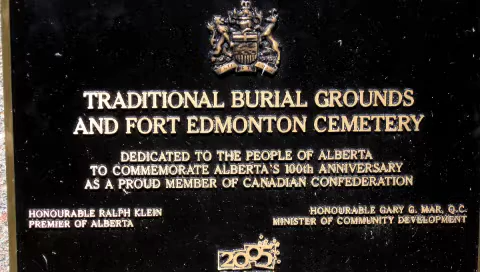 TRADITIONAL BURIAL GROUNDS
AND FORT EDMONTON CEMETERY
DEDICATED TO THE PEOPLE OF ALBERTA
TO COMMEMORATE ALBERTA'S 100th ANNIVERSARY
AS A PROUD MEMBER OF CANADIAN CONFEDERATION
HONOURABLE RALPH KLEIN
PREMIER OF ALBERTA
HONOURABLE GARY G. MAR, Q.C.
MINISTER OF COMMUNITY DEVELOPMENT
2005